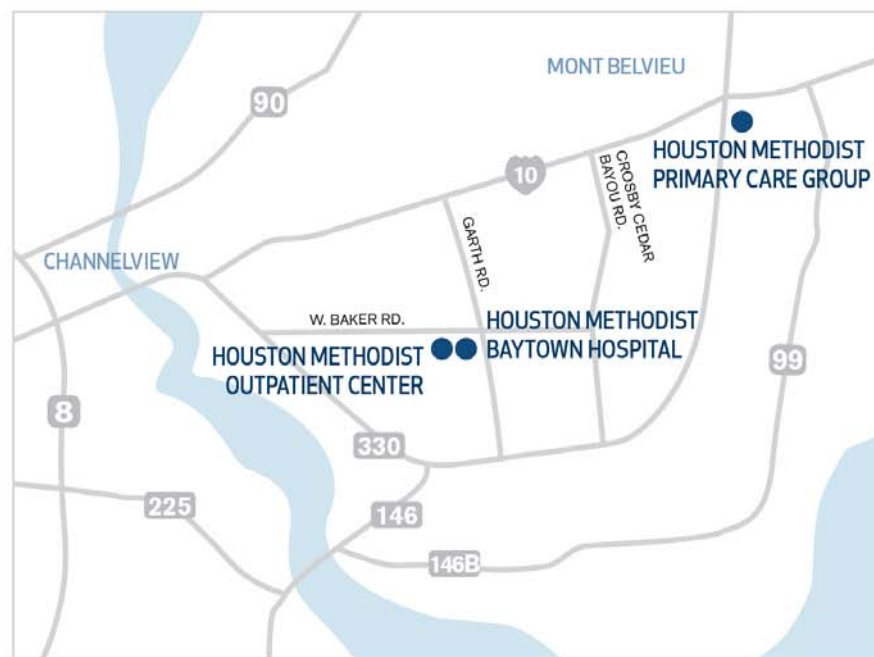 MONT BELVIEU
90
HOUSTON METHODIST
PRIMARY CARE GROUP
10
CROSBY CEDAR
BAYOU RD.
GARTH RD.
CHANNELVIEW
W. BAKER RD.
HOUSTON METHODIST
BAYTOWN HOSPITAL
HOUSTON METHODIST
OUTPATIENT CENTER
99
8
330
225
146
146B